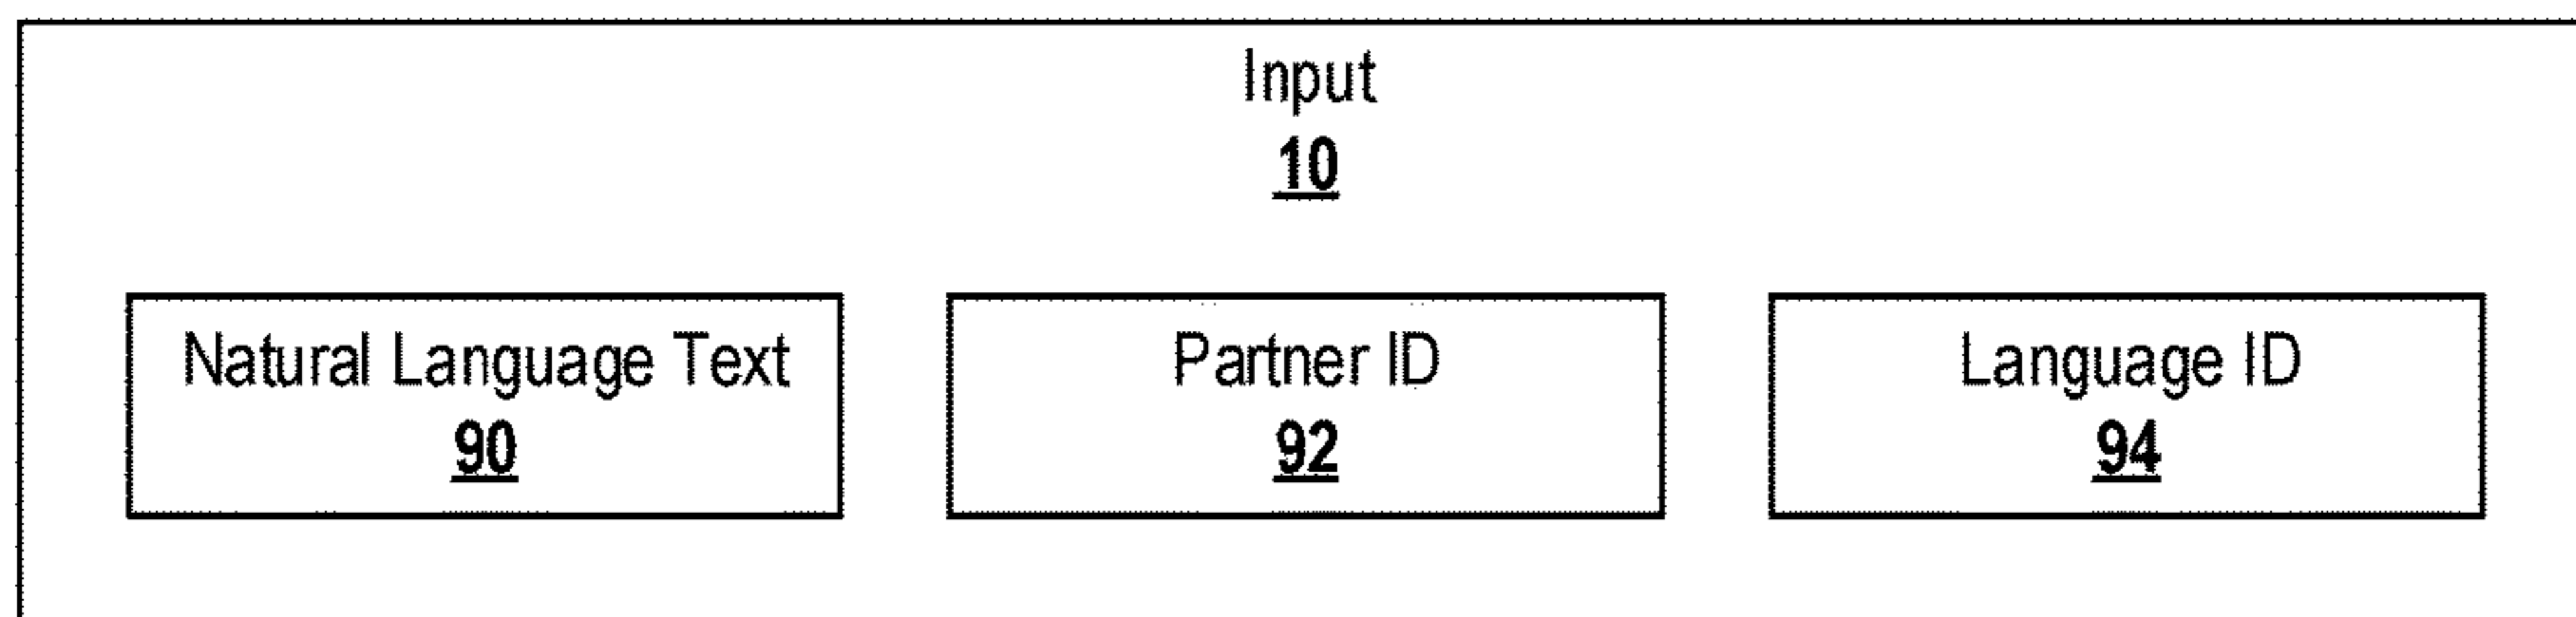 Input
10
Natural Language Text
90
Partner ID
92
Language ID
94